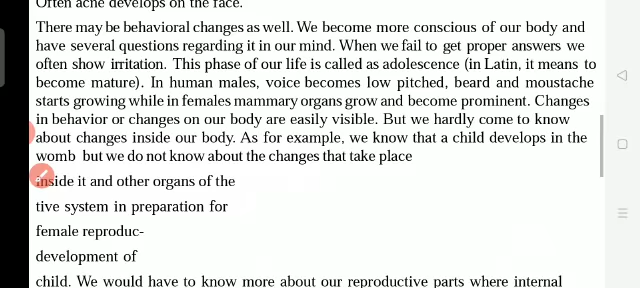 Often acne develops on the face.
There may be behavioral changes as well. We become more conscious of our body and
have several questions regarding it in our mind. When we fail to get proper answers we
often show irritation. This phase of our life is called as adolescence (in Latin, it means to
become mature). In human males, voice becomes low pitched, beard and moustache
starts growing while in females mammary organs grow and become prominent. Changes
in behavior or changes on our body are easily visible. But we hardly come to know
about changes inside our body. As for example, we know that a child develops in the
womb but we do not know about the changes that take place
inside it and other organs of the
tive system in preparation for
female reproduc-
development of
child. We would have to know more about our reproductive parts where internal